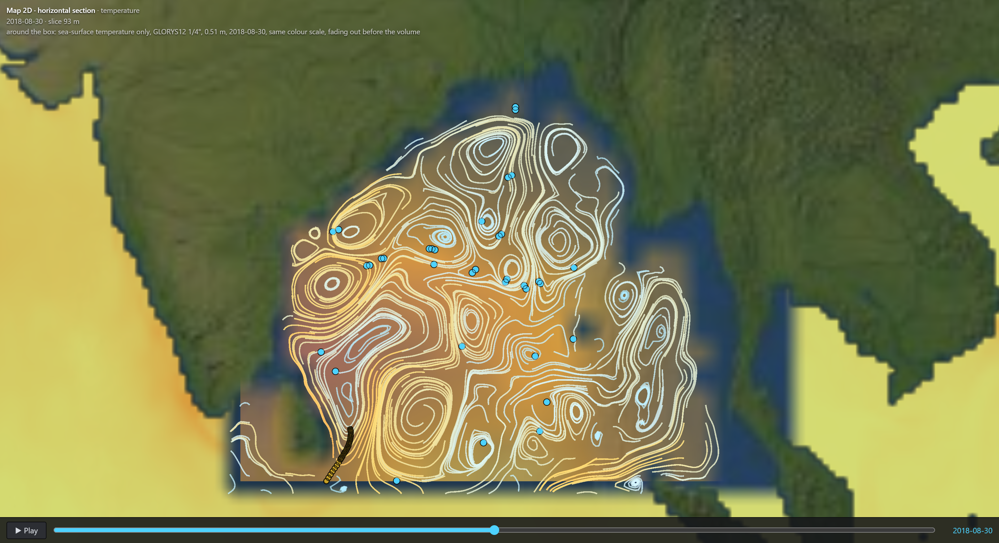 Map 2D · horizontal section · temperature
2018-08-30 · slice 93 m
around the box: sea-surface temperature only, GLORYS12 1/4°, 0.51 m, 2018-08-30, same colour scale, fading out before the volume
▶ Play
2018-08-30